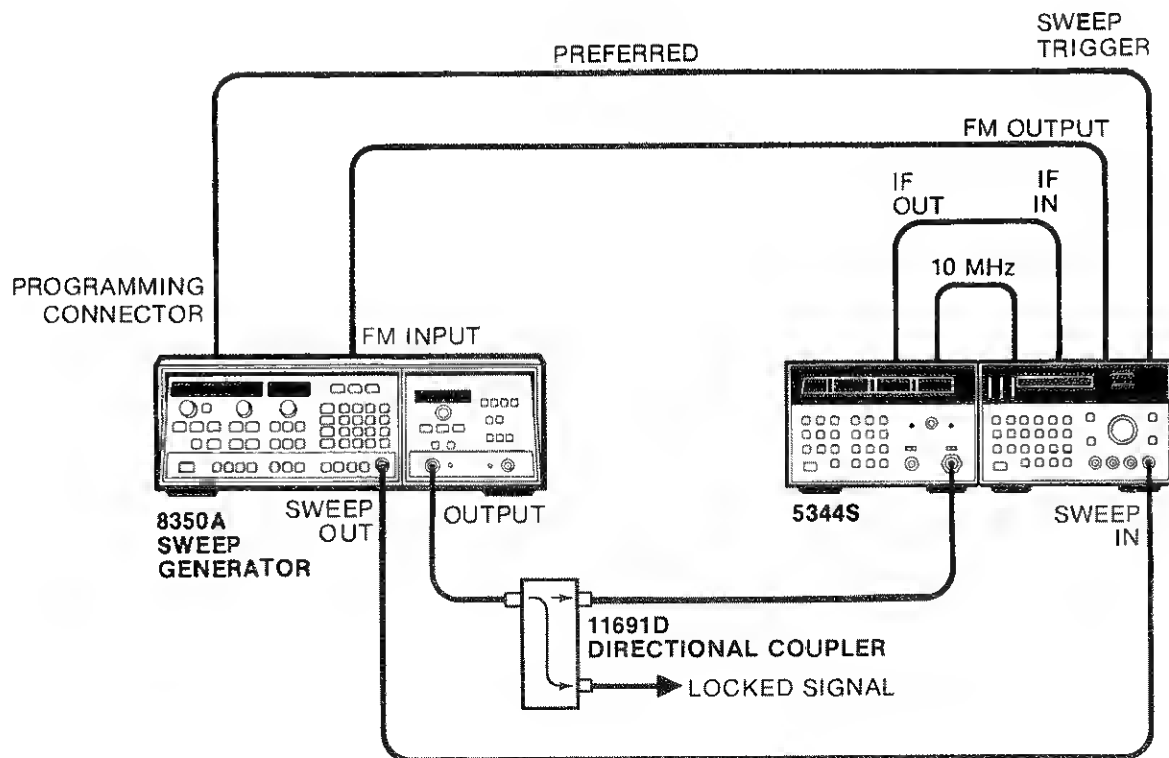 PREFERRED
SWEEP
TRIGGER
FM OUTPUT
IF
OUT
IF
IN
10 MHz
PROGRAMMING
CONNECTOR
FM INPUT
8350A
SWEEP
GENERATOR
SWEEP
OUT
OUTPUT
5344S
SWEEP
IN
11691D
DIRECTIONAL COUPLER
LOCKED SIGNAL